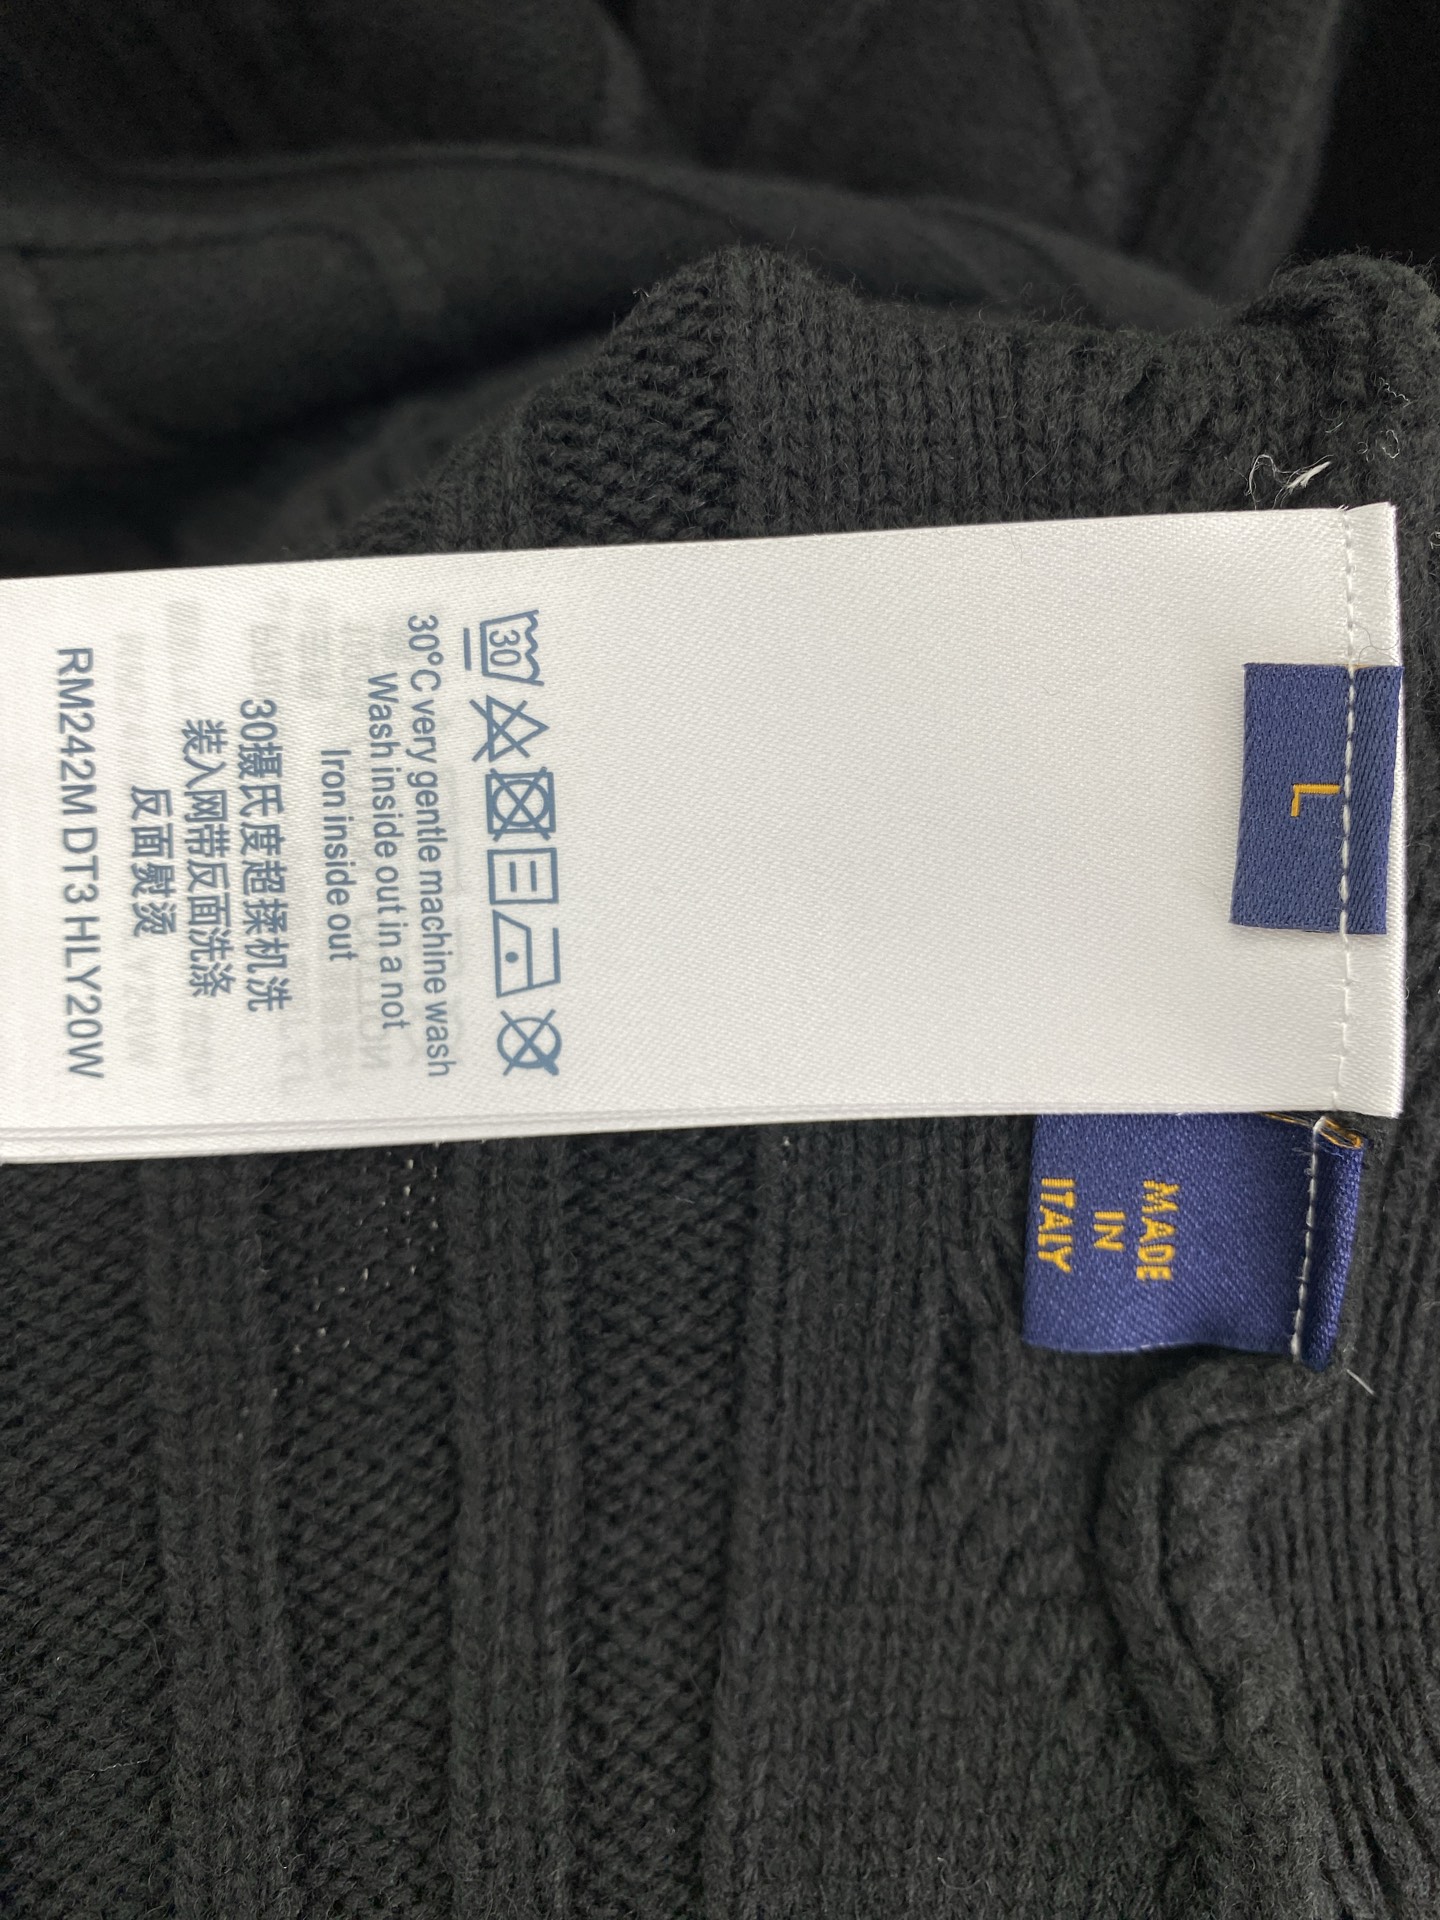 L
MADE
IN
ITALY
30
30°C very gentle machine wash
Wash inside out in a not
Iron inside out
30摄氏度超揉机洗
装入网带反面洗涤
反面熨烫
RM242M DT3 HLY20W